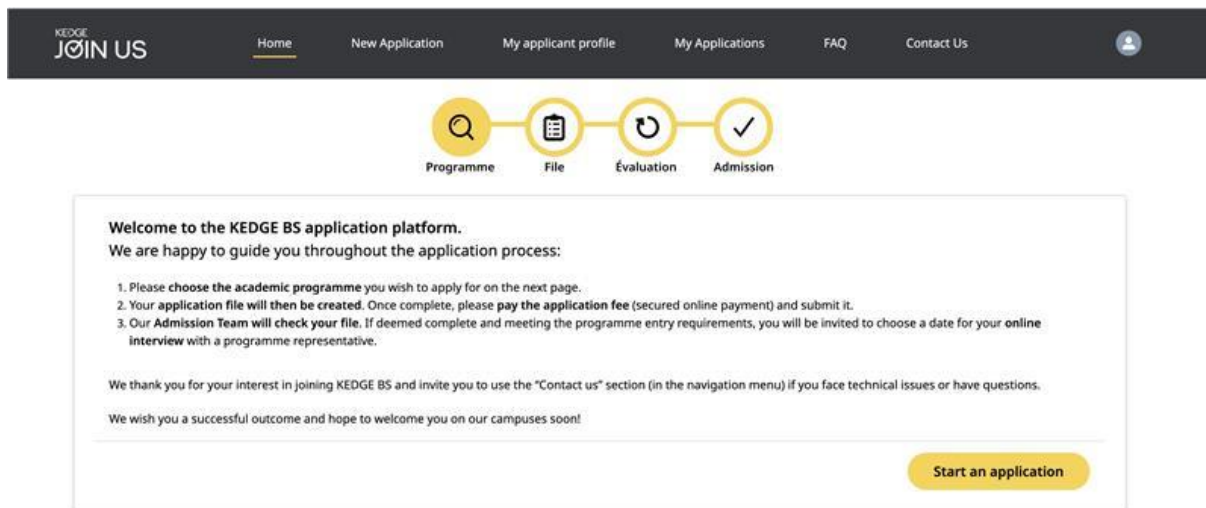 KEDGE
JØIN US
Home
New Application
My applicant profile
My Applications
FAQ
Contact Us
Programme
File
Évaluation
Admission
Welcome to the KEDGE BS application platform.
We are happy to guide you throughout the application process:
1. Please choose the academic programme you wish to apply for on the next page.
2. Your application file will then be created. Once complete, please pay the application fee (secured online payment) and submit it.
3. Our Admission Team will check your file. If deemed complete and meeting the programme entry requirements, you will be invited to choose a date for your online
interview with a programme representative.
We thank you for your interest in joining KEDGE BS and invite you to use the "Contact us" section (in the navigation menu) if you face technical issues or have questions.
We wish you a successful outcome and hope to welcome you on our campuses soon!
Start an application